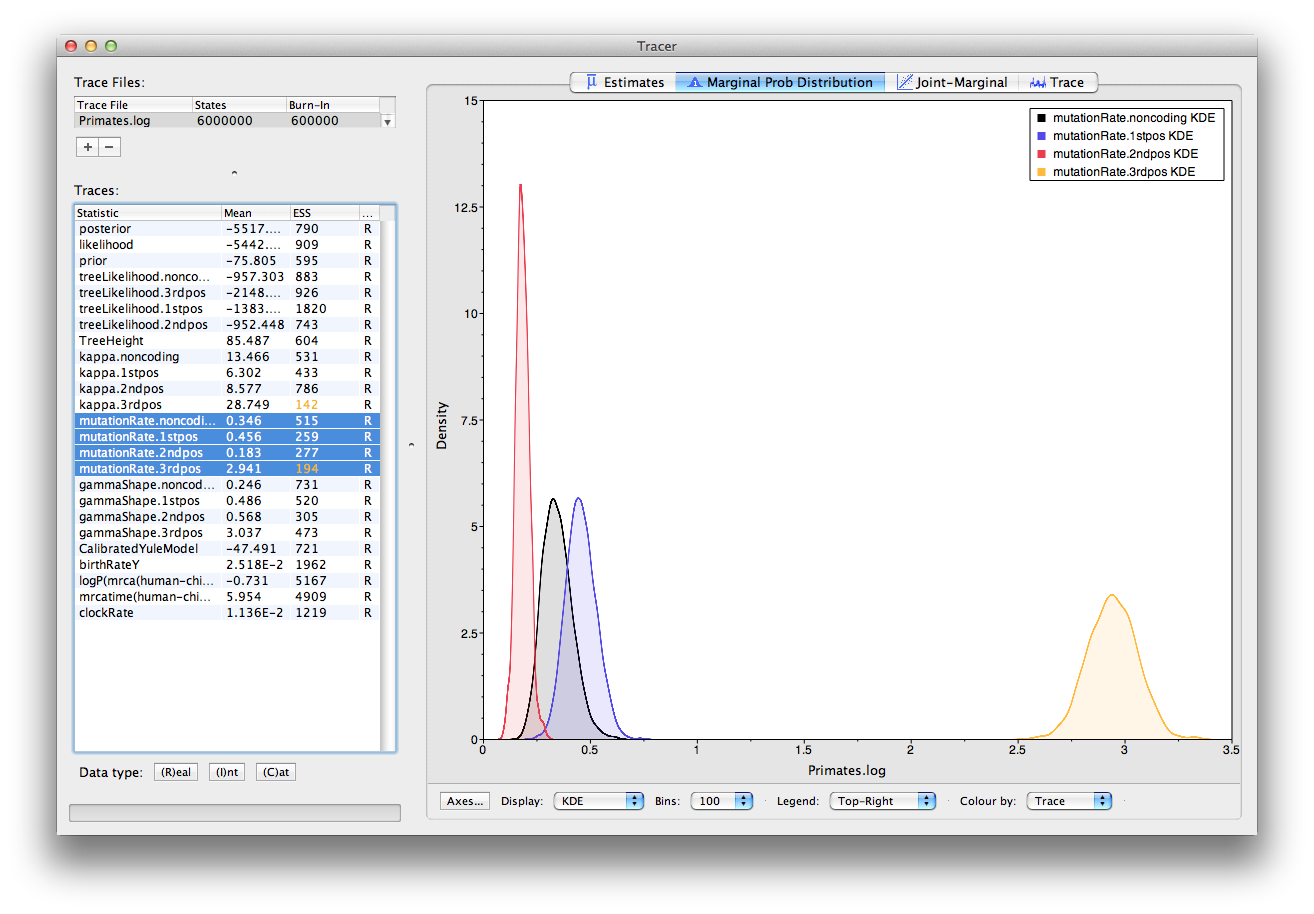 Tracer
Trace Files:
Trace File States Burn-In
Primates.log 6000000 600000
+ −
Traces:
Statistic Mean ESS ...
posterior -5517.... 790 R
likelihood -5442.... 909 R
prior -75.805 595 R
treeLikelihood.nonco... -957.303 883 R
treeLikelihood.3rdpos -2148.... 926 R
treeLikelihood.1stpos -1383.... 1820 R
treeLikelihood.2ndpos -952.448 743 R
TreeHeight 85.487 604 R
kappa.noncoding 13.466 531 R
kappa.1stpos 6.302 433 R
kappa.2ndpos 8.577 786 R
kappa.3rdpos 28.749 142 R
mutationRate.noncodi... 0.346 515 R
mutationRate.1stpos 0.456 259 R
mutationRate.2ndpos 0.183 277 R
mutationRate.3rdpos 2.941 194 R
gammaShape.noncod... 0.246 731 R
gammaShape.1stpos 0.486 520 R
gammaShape.2ndpos 0.568 305 R
gammaShape.3rdpos 3.037 473 R
CalibratedYuleModel -47.491 721 R
birthRateY 2.518E-2 1962 R
logP(mrca(human-chi... -0.731 5167 R
mrcatime(human-chi... 5.954 4909 R
clockRate 1.136E-2 1219 R
Data type: (R)eal (I)nt (C)at
Estimates Marginal Prob Distribution Joint-Marginal Trace
mutationRate.noncoding KDE
mutationRate.1stpos KDE
mutationRate.2ndpos KDE
mutationRate.3rdpos KDE
15
12.5
10
7.5
5
2.5
0
Density
0 0.5 1 1.5 2 2.5 3 3.5
Primates.log
Axes... Display: KDE Bins: 100 Legend: Top-Right Colour by: Trace